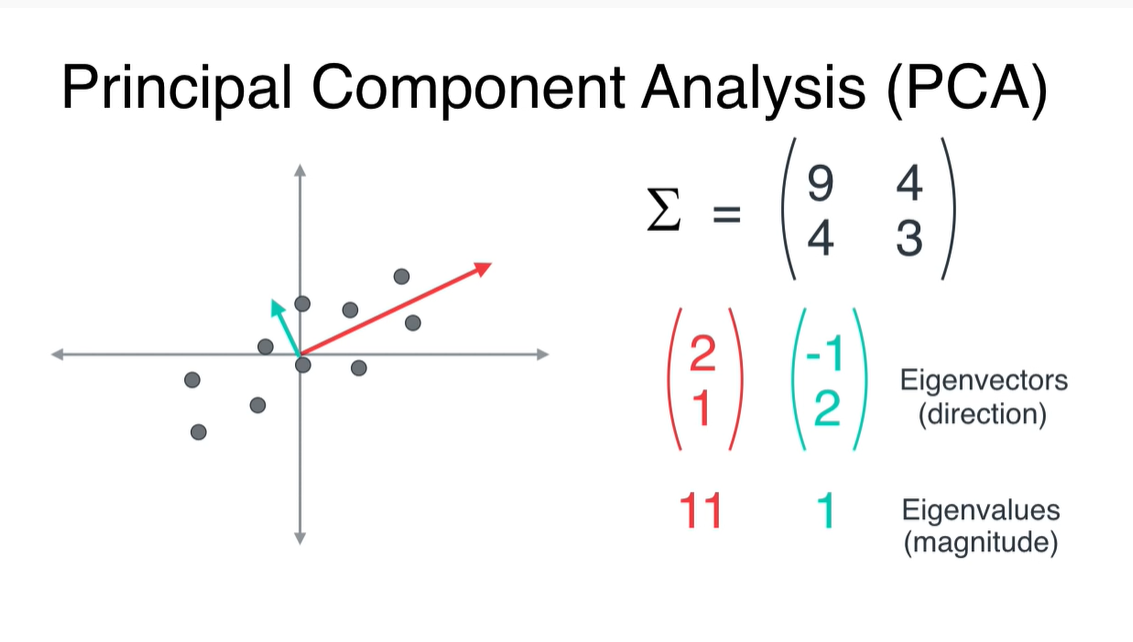 Principal Component Analysis (PCA)
Σ = ( 9 4
4 3 )
( 2
1 )
( -1
2 )
Eigenvectors
(direction)
11 1
Eigenvalues
(magnitude)